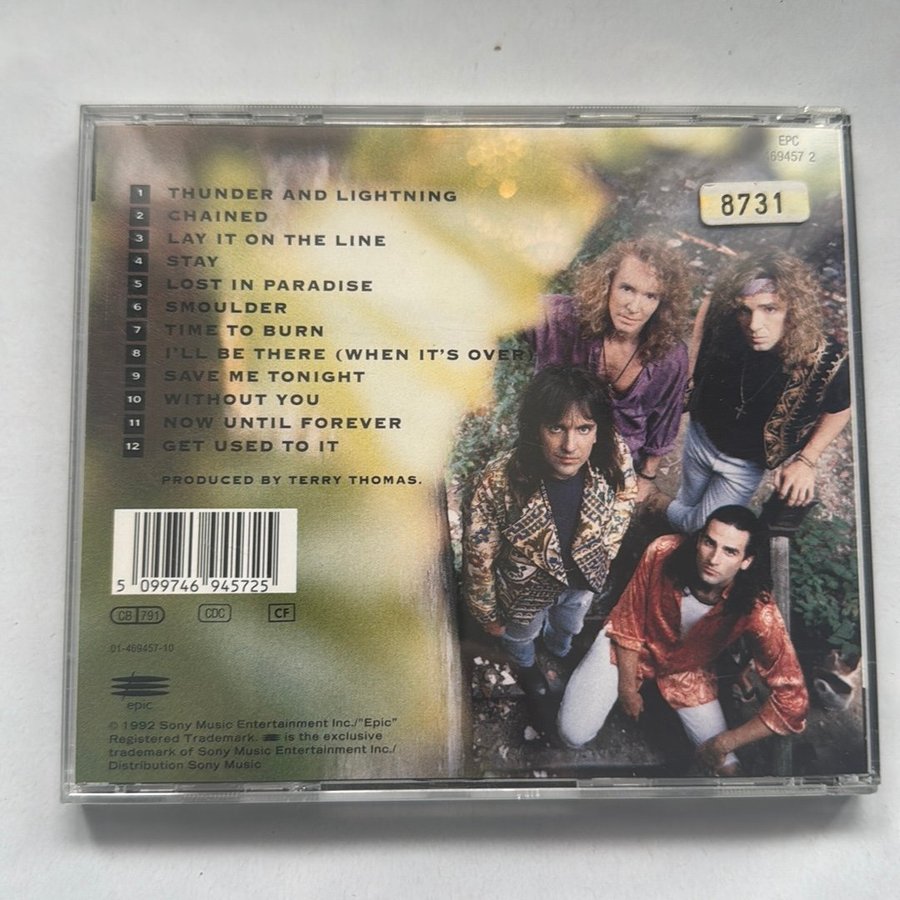 EPC
69457 2
8731
1 THUNDER AND LIGHTNING
2 CHAINED
3 LAY IT ON THE LINE
4 STAY
5 LOST IN PARADISE
6 SMOULDER
7 TIME TO BURN
8 I'LL BE THERE (WHEN IT'S OVER)
9 SAVE ME TONIGHT
10 WITHOUT YOU
11 NOW UNTIL FOREVER
12 GET USED TO IT
PRODUCED BY TERRY THOMAS.
5 099746 945725
CB 791
CDC
CF
01-469457-10
epic
© 1992 Sony Music Entertainment Inc./"Epic"
Registered Trademark. is the exclusive
trademark of Sony Music Entertainment Inc./
Distribution Sony Music